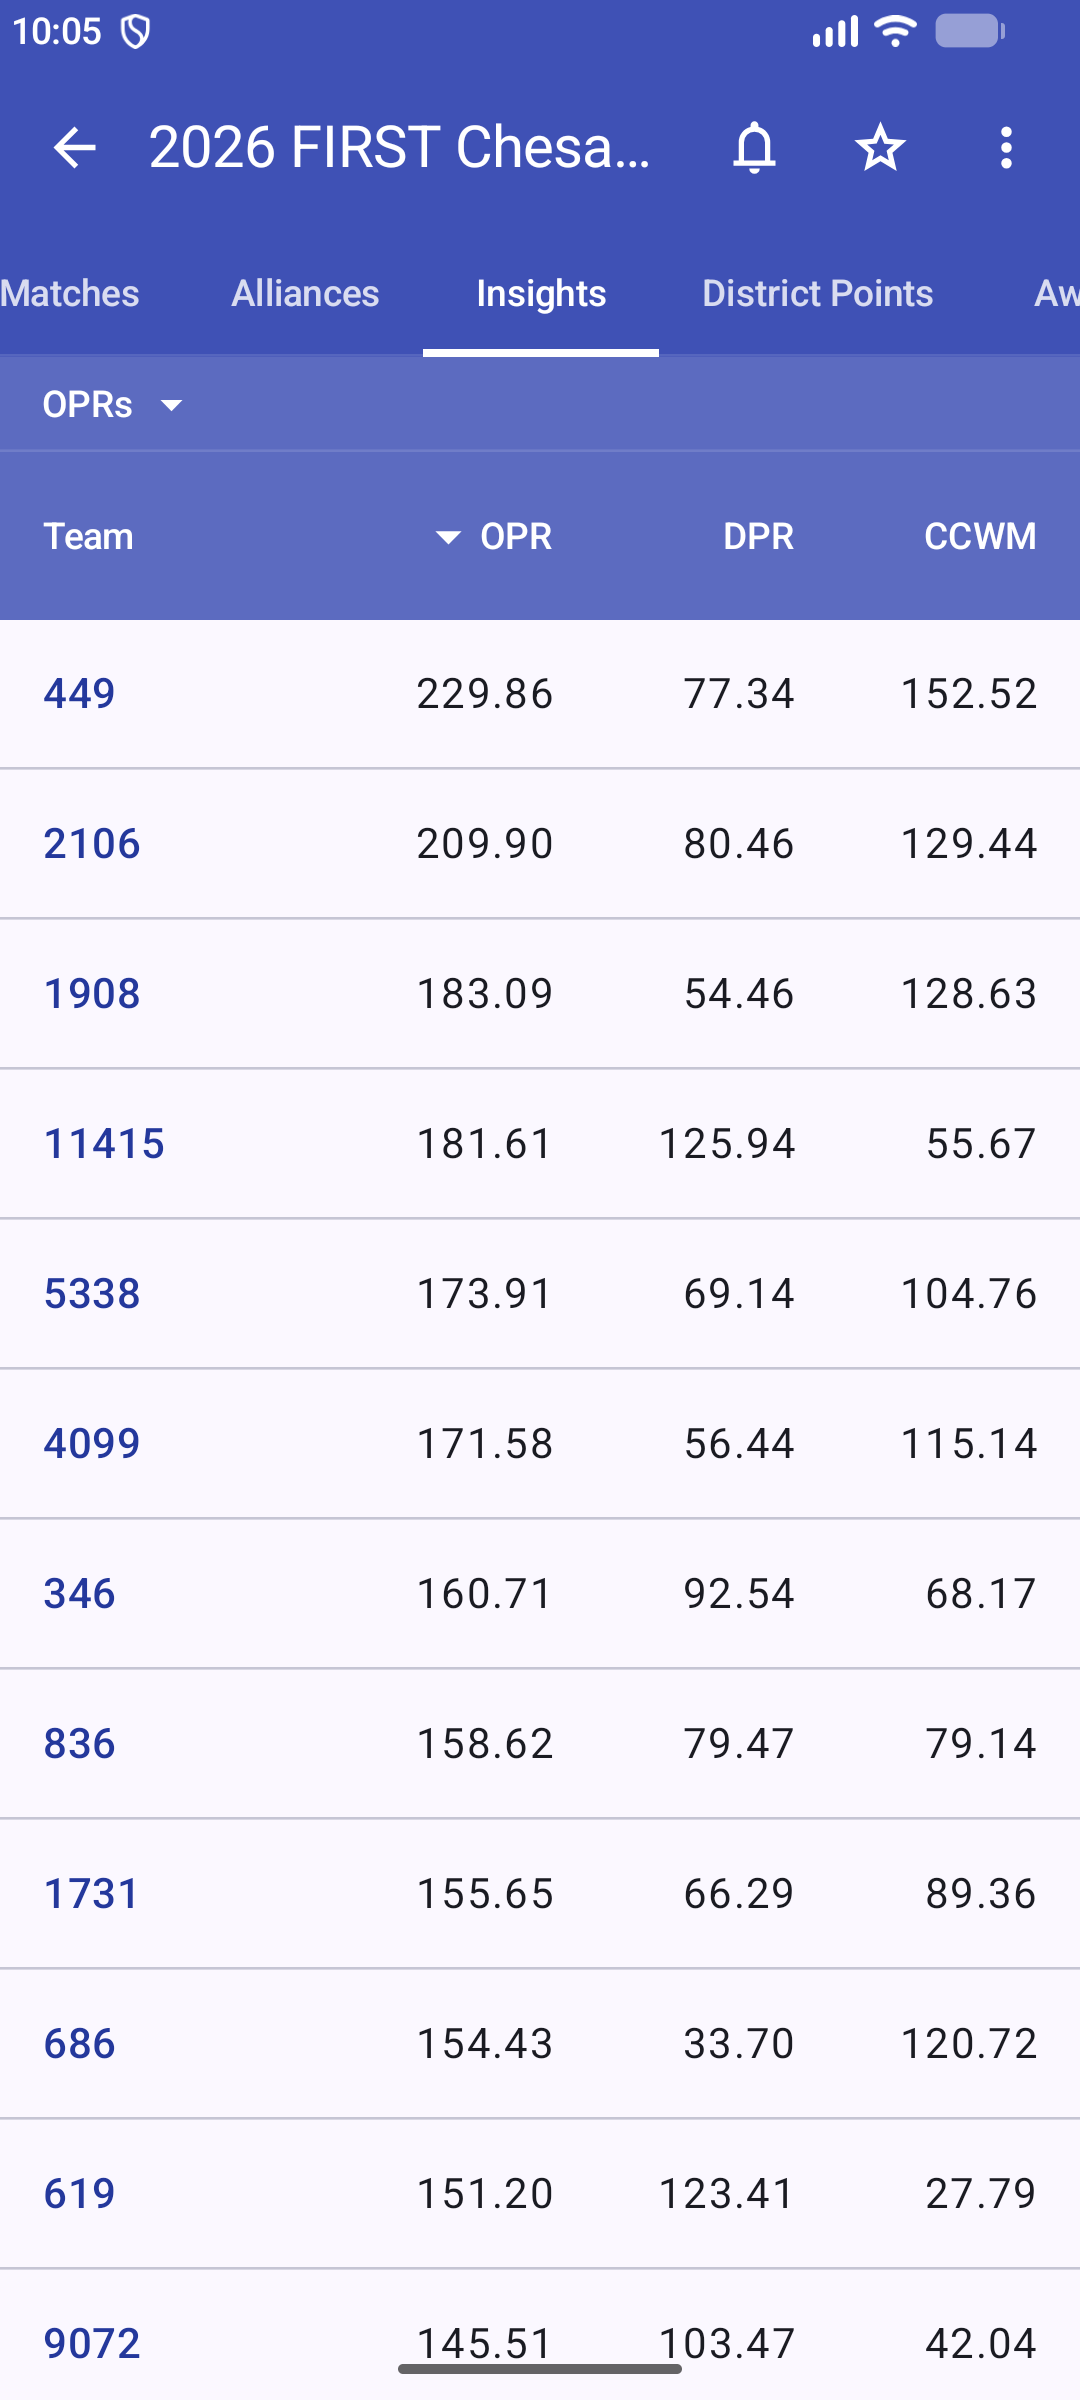 10:05
2026 FIRST Chesa...
Matches Alliances Insights District Points Aw
OPRs
Team OPR DPR CCWM
449 229.86 77.34 152.52
2106 209.90 80.46 129.44
1908 183.09 54.46 128.63
11415 181.61 125.94 55.67
5338 173.91 69.14 104.76
4099 171.58 56.44 115.14
346 160.71 92.54 68.17
836 158.62 79.47 79.14
1731 155.65 66.29 89.36
686 154.43 33.70 120.72
619 151.20 123.41 27.79
9072 145.51 103.47 42.04